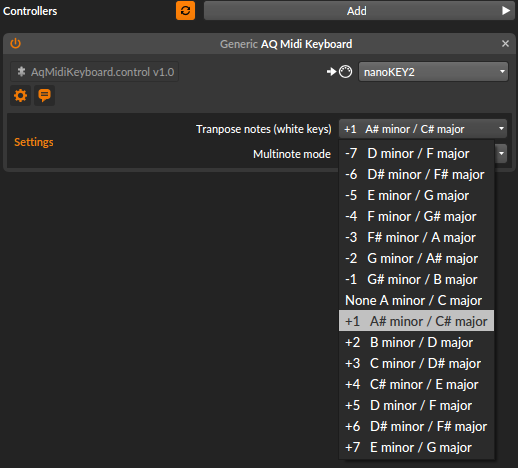 Controllers Add
Generic AQ Midi Keyboard
AqMidiKeyboard.control v1.0 nanoKEY2
Settings
Tranpose notes (white keys) +1 A# minor / C# major
Multinote mode
-7 D minor / F major
-6 D# minor / F# major
-5 E minor / G major
-4 F minor / G# major
-3 F# minor / A major
-2 G minor / A# major
-1 G# minor / B major
None A minor / C major
+1 A# minor / C# major
+2 B minor / D major
+3 C minor / D# major
+4 C# minor / E major
+5 D minor / F major
+6 D# minor / F# major
+7 E minor / G major